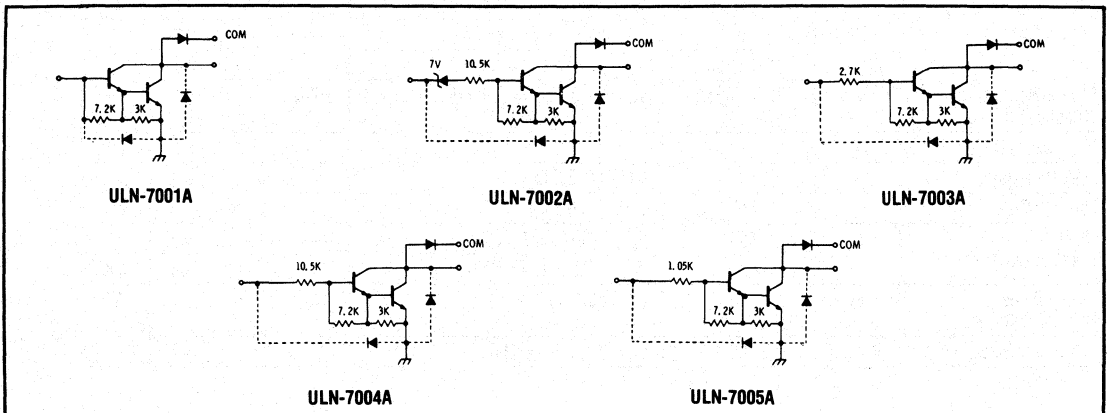 COM
7.2K 3K
ULN-7001A
COM
7V 10.5K
7.2K 3K
ULN-7002A
COM
2.7K
7.2K 3K
ULN-7003A
COM
10.5K
7.2K 3K
ULN-7004A
COM
1.05K
7.2K 3K
ULN-7005A